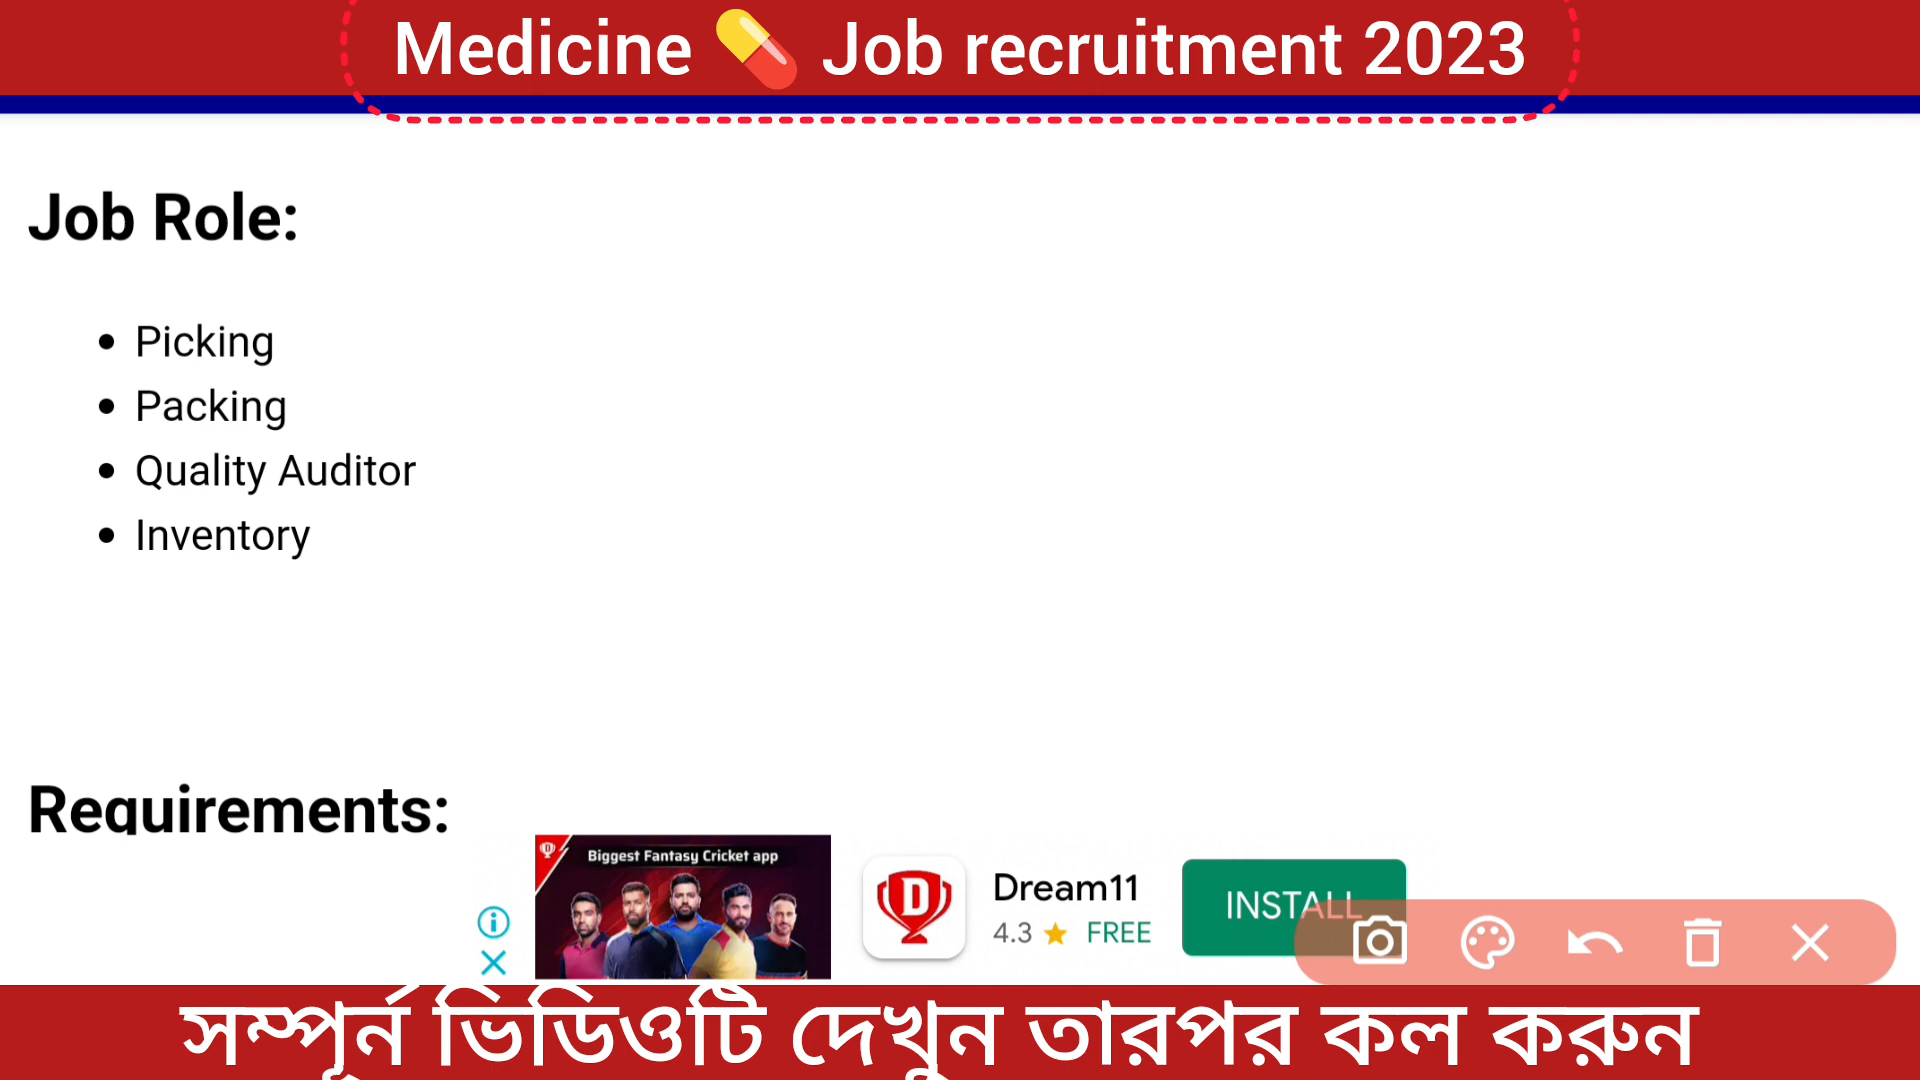 Medicine 💊 Job recruitment 2023
Job Role:
• Picking
• Packing
• Quality Auditor
• Inventory
Requirements:
Biggest Fantasy Cricket app
D
Dream11
4.3 ★ FREE
INSTALL
সম্পূর্ন ভিডিওটি দেখুন তারপর কল করুন